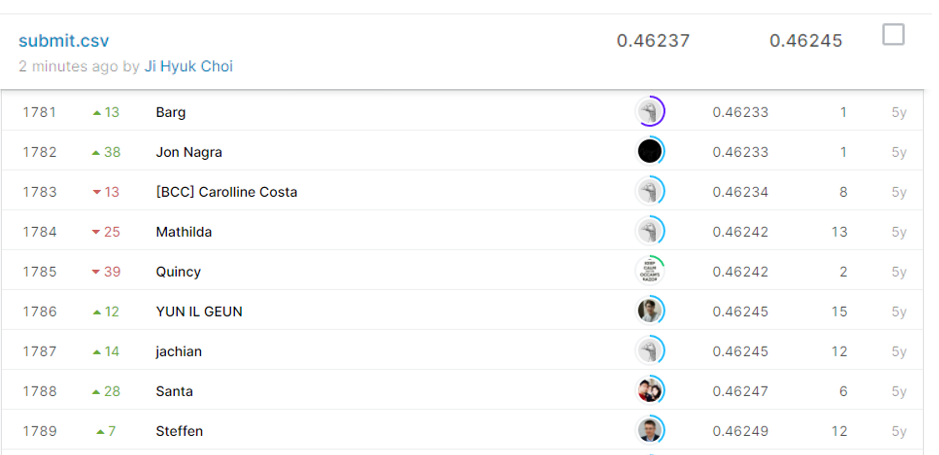 submit.csv 0.46237 0.46245
2 minutes ago by Ji Hyuk Choi
1781 13 Barg 0.46233 1 5y
1782 38 Jon Nagra 0.46233 1 5y
1783 13 [BCC] Carolline Costa 0.46234 8 5y
1784 25 Mathilda 0.46242 13 5y
1785 39 Quincy 0.46242 2 5y
1786 12 YUN IL GEUN 0.46245 15 5y
1787 14 jachian 0.46245 12 5y
1788 28 Santa 0.46247 6 5y
1789 7 Steffen 0.46249 12 5y